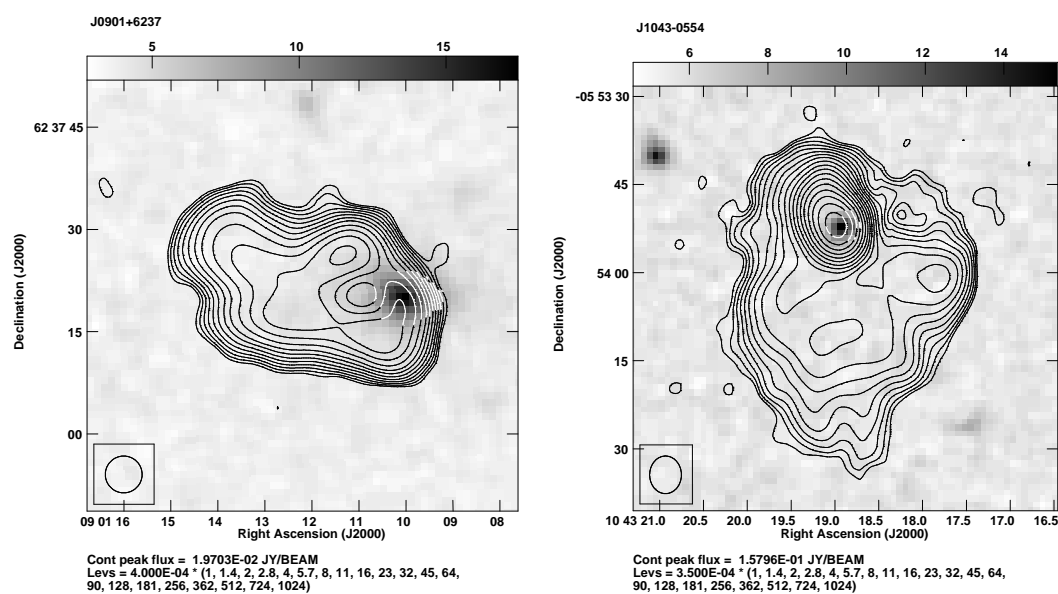 J0901+6237
5 10 15
62 37 45
30
15
00
Declination (J2000)
09 01 16 15 14 13 12 11 10 09 08
Right Ascension (J2000)
Cont peak flux = 1.9703E-02 JY/BEAM
Levs = 4.000E-04 * (1, 1.4, 2, 2.8, 4, 5.7, 8, 11, 16, 23, 32, 45, 64,
90, 128, 181, 256, 362, 512, 724, 1024)
J1043-0554
6 8 10 12 14
-05 53 30
45
54 00
15
30
Declination (J2000)
10 43 21.0 20.5 20.0 19.5 19.0 18.5 18.0 17.5 17.0 16.5
Right Ascension (J2000)
Cont peak flux = 1.5796E-01 JY/BEAM
Levs = 3.500E-04 * (1, 1.4, 2, 2.8, 4, 5.7, 8, 11, 16, 23, 32, 45, 64,
90, 128, 181, 256, 362, 512, 724, 1024)